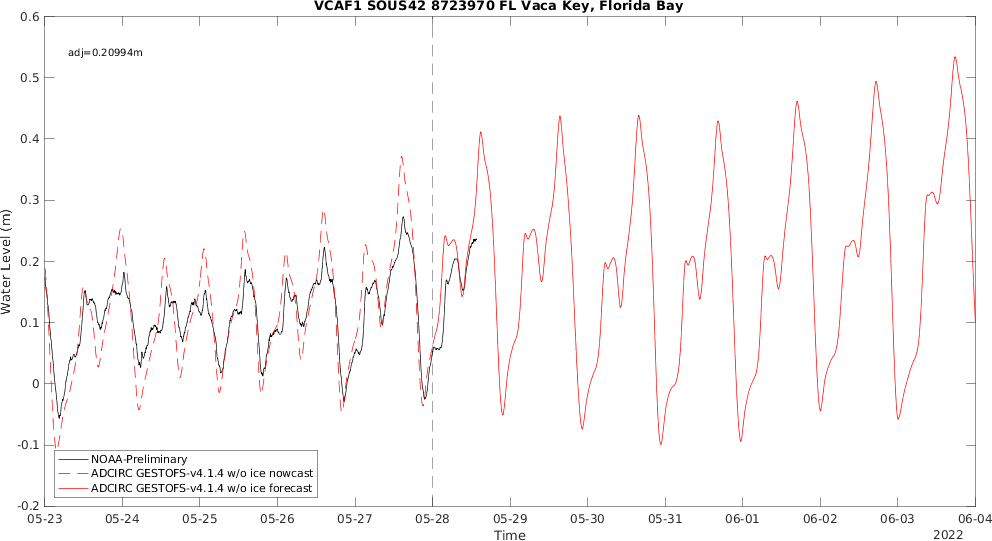 VCAF1 SOUS42 8723970 FL Vaca Key, Florida Bay
adj=0.20994m
Water Level (m)
0.6
0.5
0.4
0.3
0.2
0.1
0
-0.1
-0.2
NOAA-Preliminary
ADCIRC GESTOFS-v4.1.4 w/o ice nowcast
ADCIRC GESTOFS-v4.1.4 w/o ice forecast
05-23 05-24 05-25 05-26 05-27 05-28 05-29 05-30 05-31 06-01 06-02 06-03 06-04
Time
2022